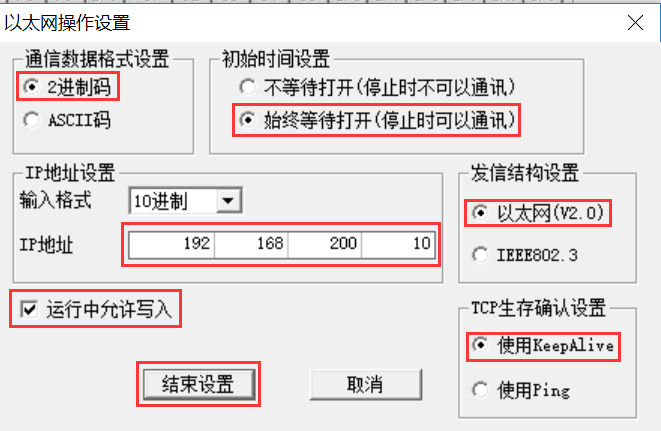 以太网操作设置
通信数据格式设置
2进制码
ASCII码
初始时间设置
不等待打开(停止时不可以通讯)
始终等待打开(停止时可以通讯)
IP地址设置
输入格式 10进制
IP地址 192 168 200 10
发信结构设置
以太网(V2.0)
IEEE802.3
运行中允许写入
TCP生存确认设置
使用KeepAlive
使用Ping
结束设置 取消